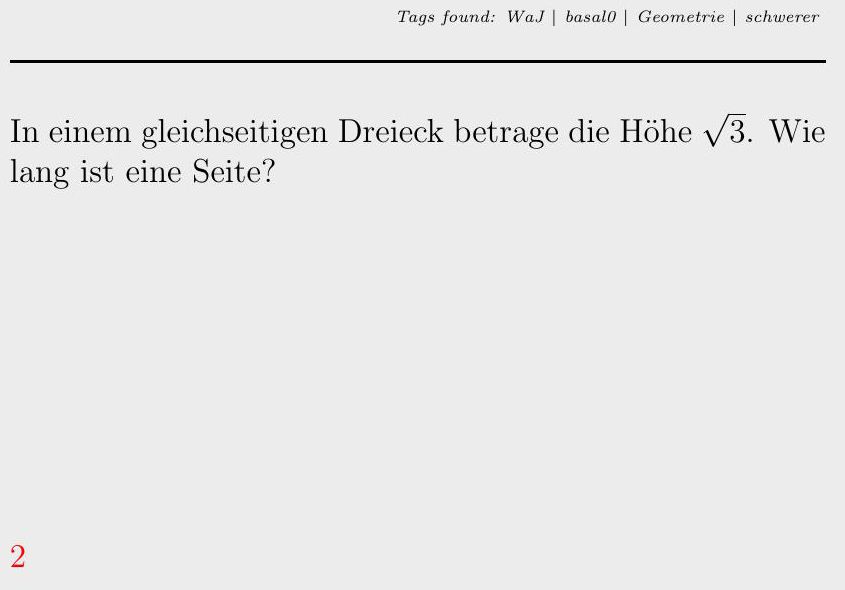 Tags found: WaJ | basal0 | Geometrie | schwerer
In einem gleichseitigen Dreieck betrage die Höhe √3. Wie
lang ist eine Seite?
2